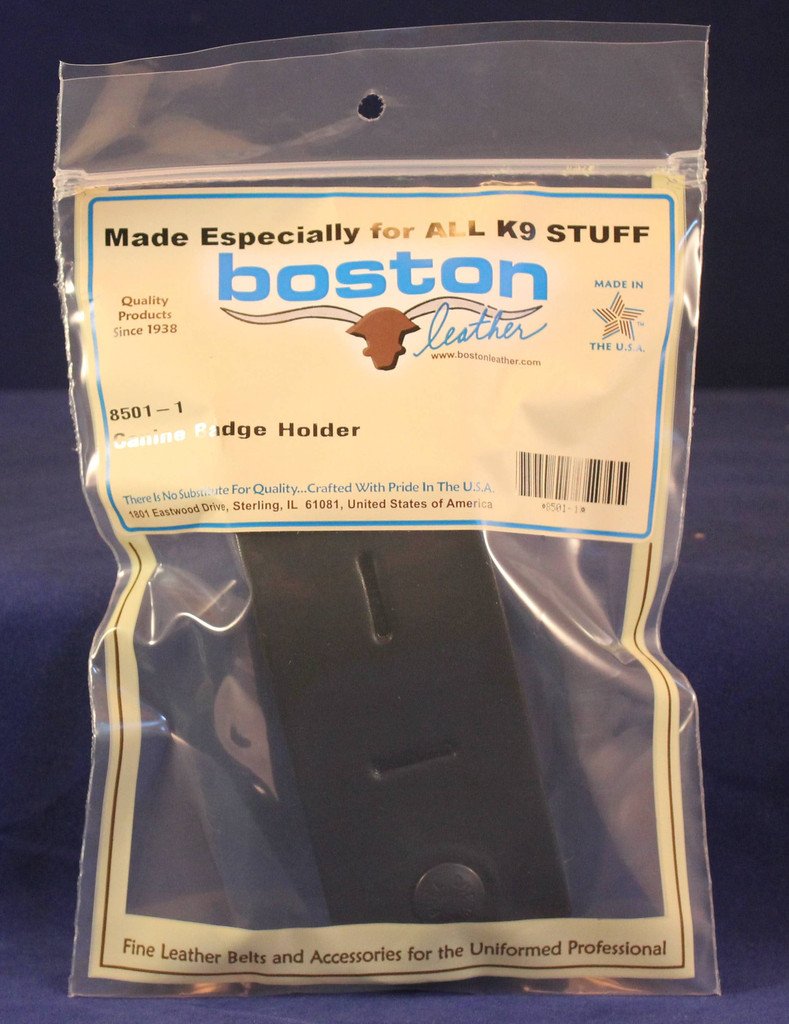 Made Especially for ALL K9 STUFF
boston
leather
www.bostonleather.com
Quality
Products
Since 1938
MADE IN
THE U.S.A.
TM
8501-1
Canine Badge Holder
There Is No Substitute For Quality...Crafted With Pride In The U.S.A.
1801 Eastwood Drive, Sterling, IL 61081, United States of America
*8501-1*
Fine Leather Belts and Accessories for the Uniformed Professional